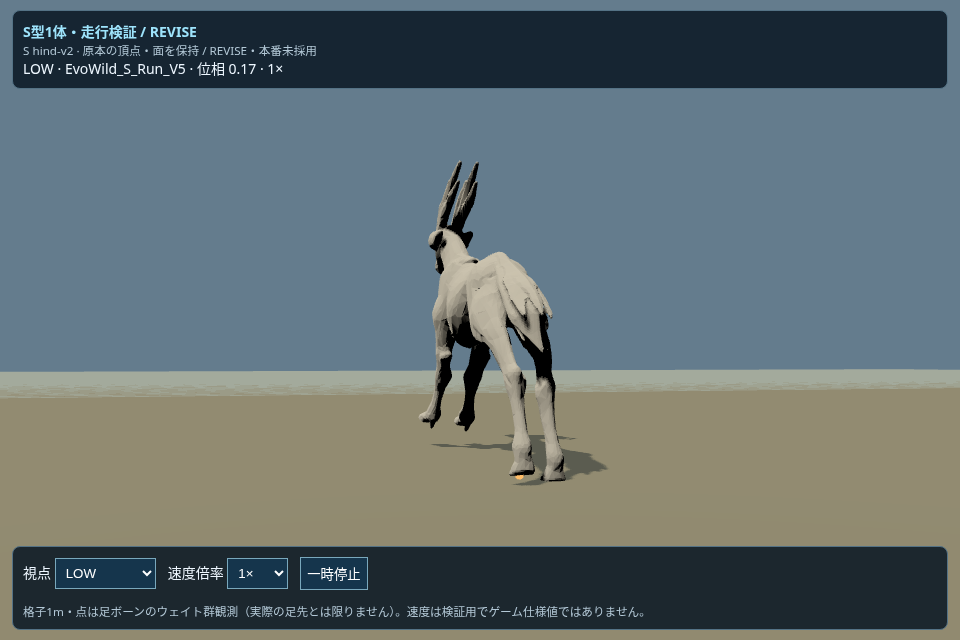 S型1体・走行検証 / REVISE
S hind-v2 · 原本の頂点・面を保持 / REVISE・本番未採用
LOW · EvoWild_S_Run_V5 · 位相 0.17 · 1×
視点 LOW 速度倍率 1× 一時停止
格子1m・点は足ボーンのウェイト群観測（実際の足先とは限りません）。速度は検証用でゲーム仕様値ではありません。